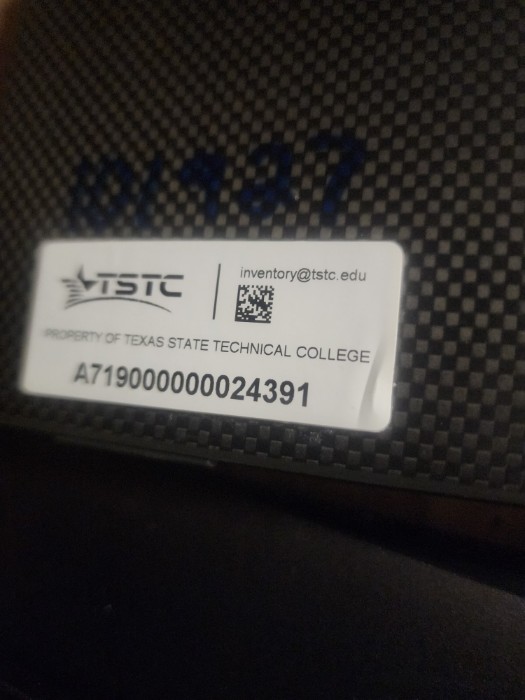 TSTC
inventory@tstc.edu
PROPERTY OF TEXAS STATE TECHNICAL COLLEGE
A719000000024391